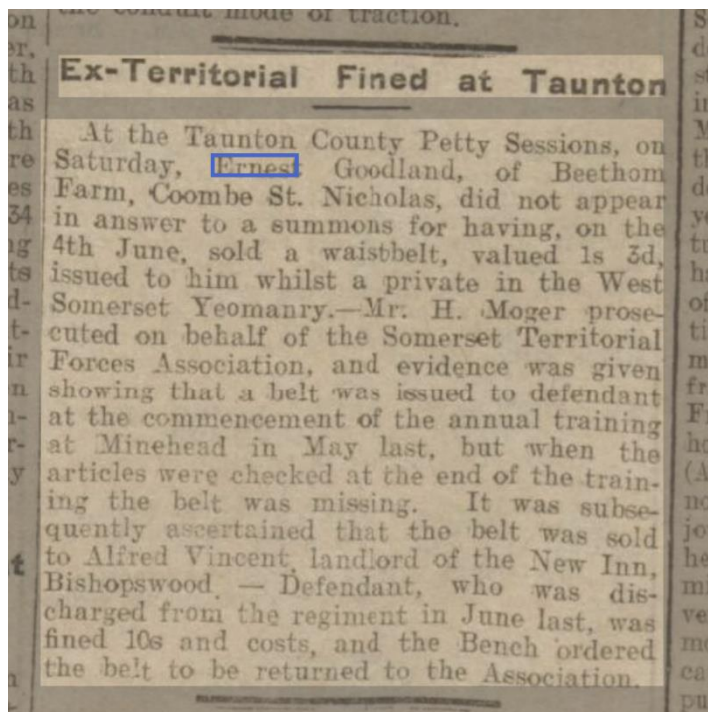 the conduit mode of traction.
Ex-Territorial Fined at Taunton
At the Taunton County Petty Sessions, on
Saturday, Ernest Goodland, of Beethom
Farm, Coombe St. Nicholas, did not appear
in answer to a summons for having, on the
4th June, sold a waistbelt, valued 1s 3d,
issued to him whilst a private in the West
Somerset Yeomanry.—Mr. H. Moger prose-
cuted on behalf of the Somerset Territorial
Forces Association, and evidence was given
showing that a belt was issued to defendant
at the commencement of the annual training
at Minehead in May last, but when the
articles were checked at the end of the train-
ing the belt was missing. It was subse-
quently ascertained that the belt was sold
to Alfred Vincent, landlord of the New Inn,
Bishopswood. — Defendant, who was dis-
charged from the regiment in June last, was
fined 10s and costs, and the Bench ordered
the belt to be returned to the Association.